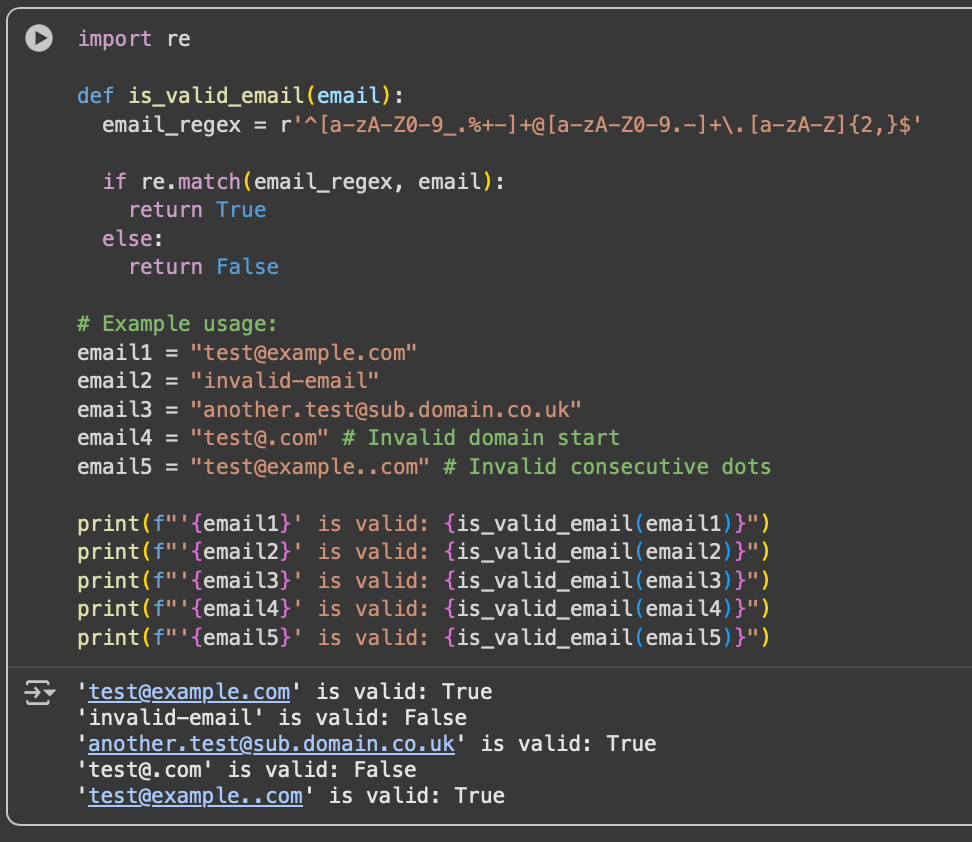 import re

def is_valid_email(email):
  email_regex = r'^[a-zA-Z0-9_.%+-]+@[a-zA-Z0-9.-]+\.[a-zA-Z]{2,}$'

  if re.match(email_regex, email):
    return True
  else:
    return False

# Example usage:
email1 = "test@example.com"
email2 = "invalid-email"
email3 = "another.test@sub.domain.co.uk"
email4 = "test@.com" # Invalid domain start
email5 = "test@example..com" # Invalid consecutive dots

print(f"'{email1}' is valid: {is_valid_email(email1)}")
print(f"'{email2}' is valid: {is_valid_email(email2)}")
print(f"'{email3}' is valid: {is_valid_email(email3)}")
print(f"'{email4}' is valid: {is_valid_email(email4)}")
print(f"'{email5}' is valid: {is_valid_email(email5)}")

'test@example.com' is valid: True
'invalid-email' is valid: False
'another.test@sub.domain.co.uk' is valid: True
'test@.com' is valid: False
'test@example..com' is valid: True